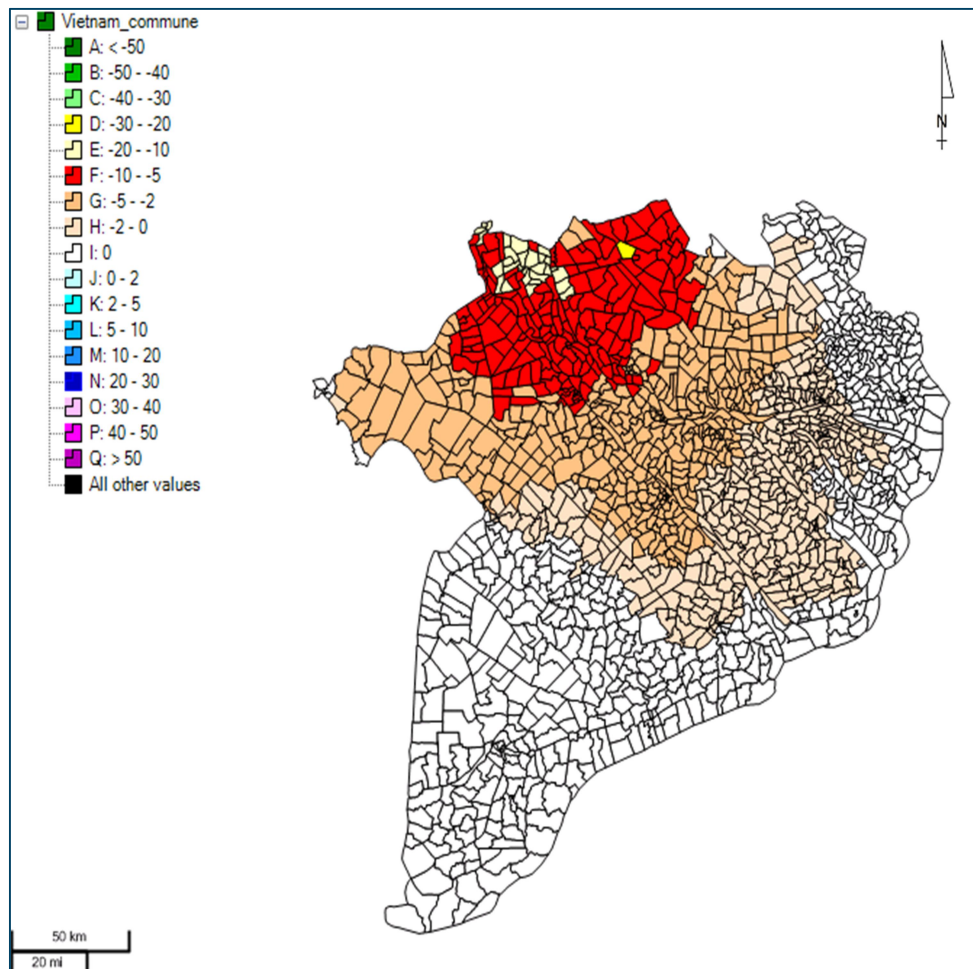 Vietnam_commune
A: < -50
B: -50 - -40
C: -40 - -30
D: -30 - -20
E: -20 - -10
F: -10 - -5
G: -5 - -2
H: -2 - 0
I: 0
J: 0 - 2
K: 2 - 5
L: 5 - 10
M: 10 - 20
N: 20 - 30
O: 30 - 40
P: 40 - 50
Q: > 50
All other values
N
50 km
20 mi